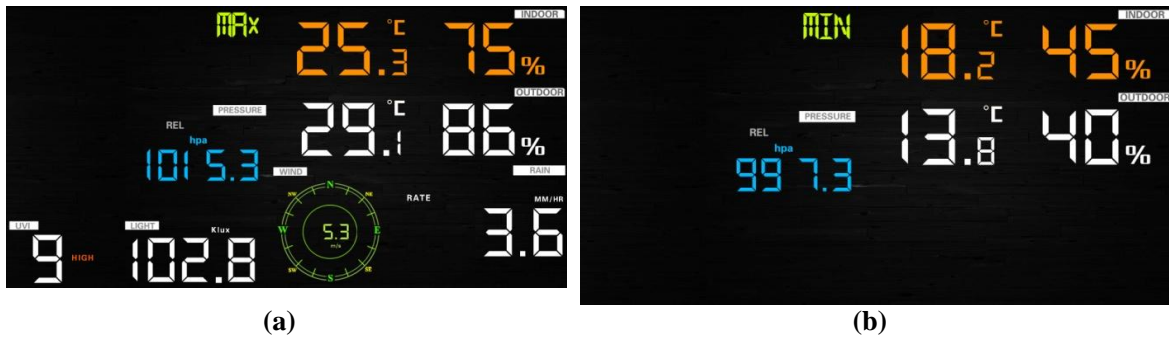 MAX 25.3 °C 75% INDOOR
PRESSURE 29.1 °C 86% OUTDOOR
REL
hpa
1015.3
WIND
RAIN
N
NW NE
W E
SW SE
S
5.3
m/s
RATE
MM/HR
3.6
UVI
9 HIGH
LIGHT
Klux
102.8
(a)
MIN 18.2 °C 45% INDOOR
PRESSURE 13.8 °C 40% OUTDOOR
REL
hpa
997.3
(b)